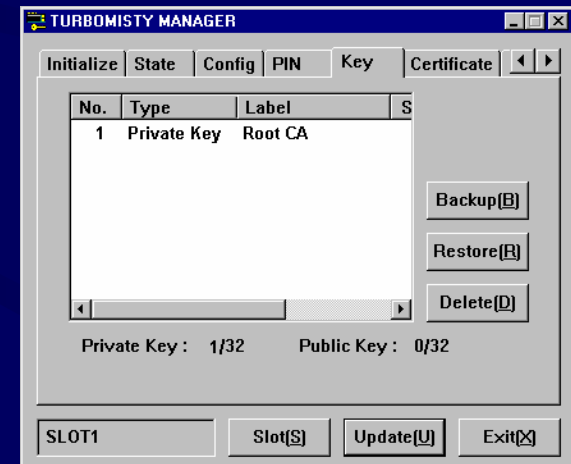 TURBOMISTY MANAGER
Initialize State Config PIN Key Certificate
No. Type Label S
1 Private Key Root CA
Backup(B)
Restore(R)
Delete(D)
Private Key : 1/32 Public Key : 0/32
SLOT1 Slot(S) Update(U) Exit(X)